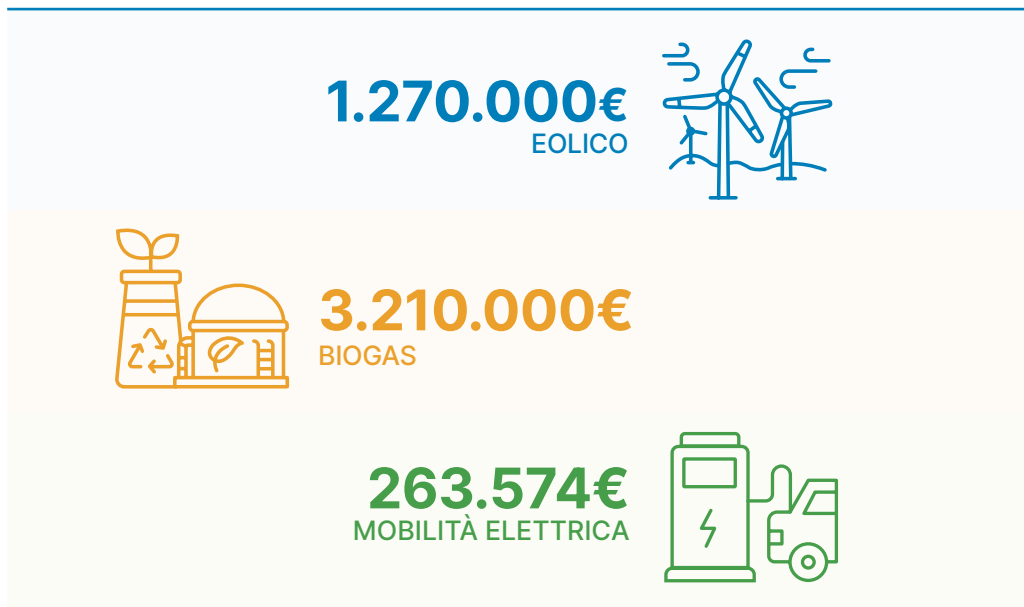 1.270.000€
EOLICO
3.210.000€
BIOGAS
263.574€
MOBILITÀ ELETTRICA